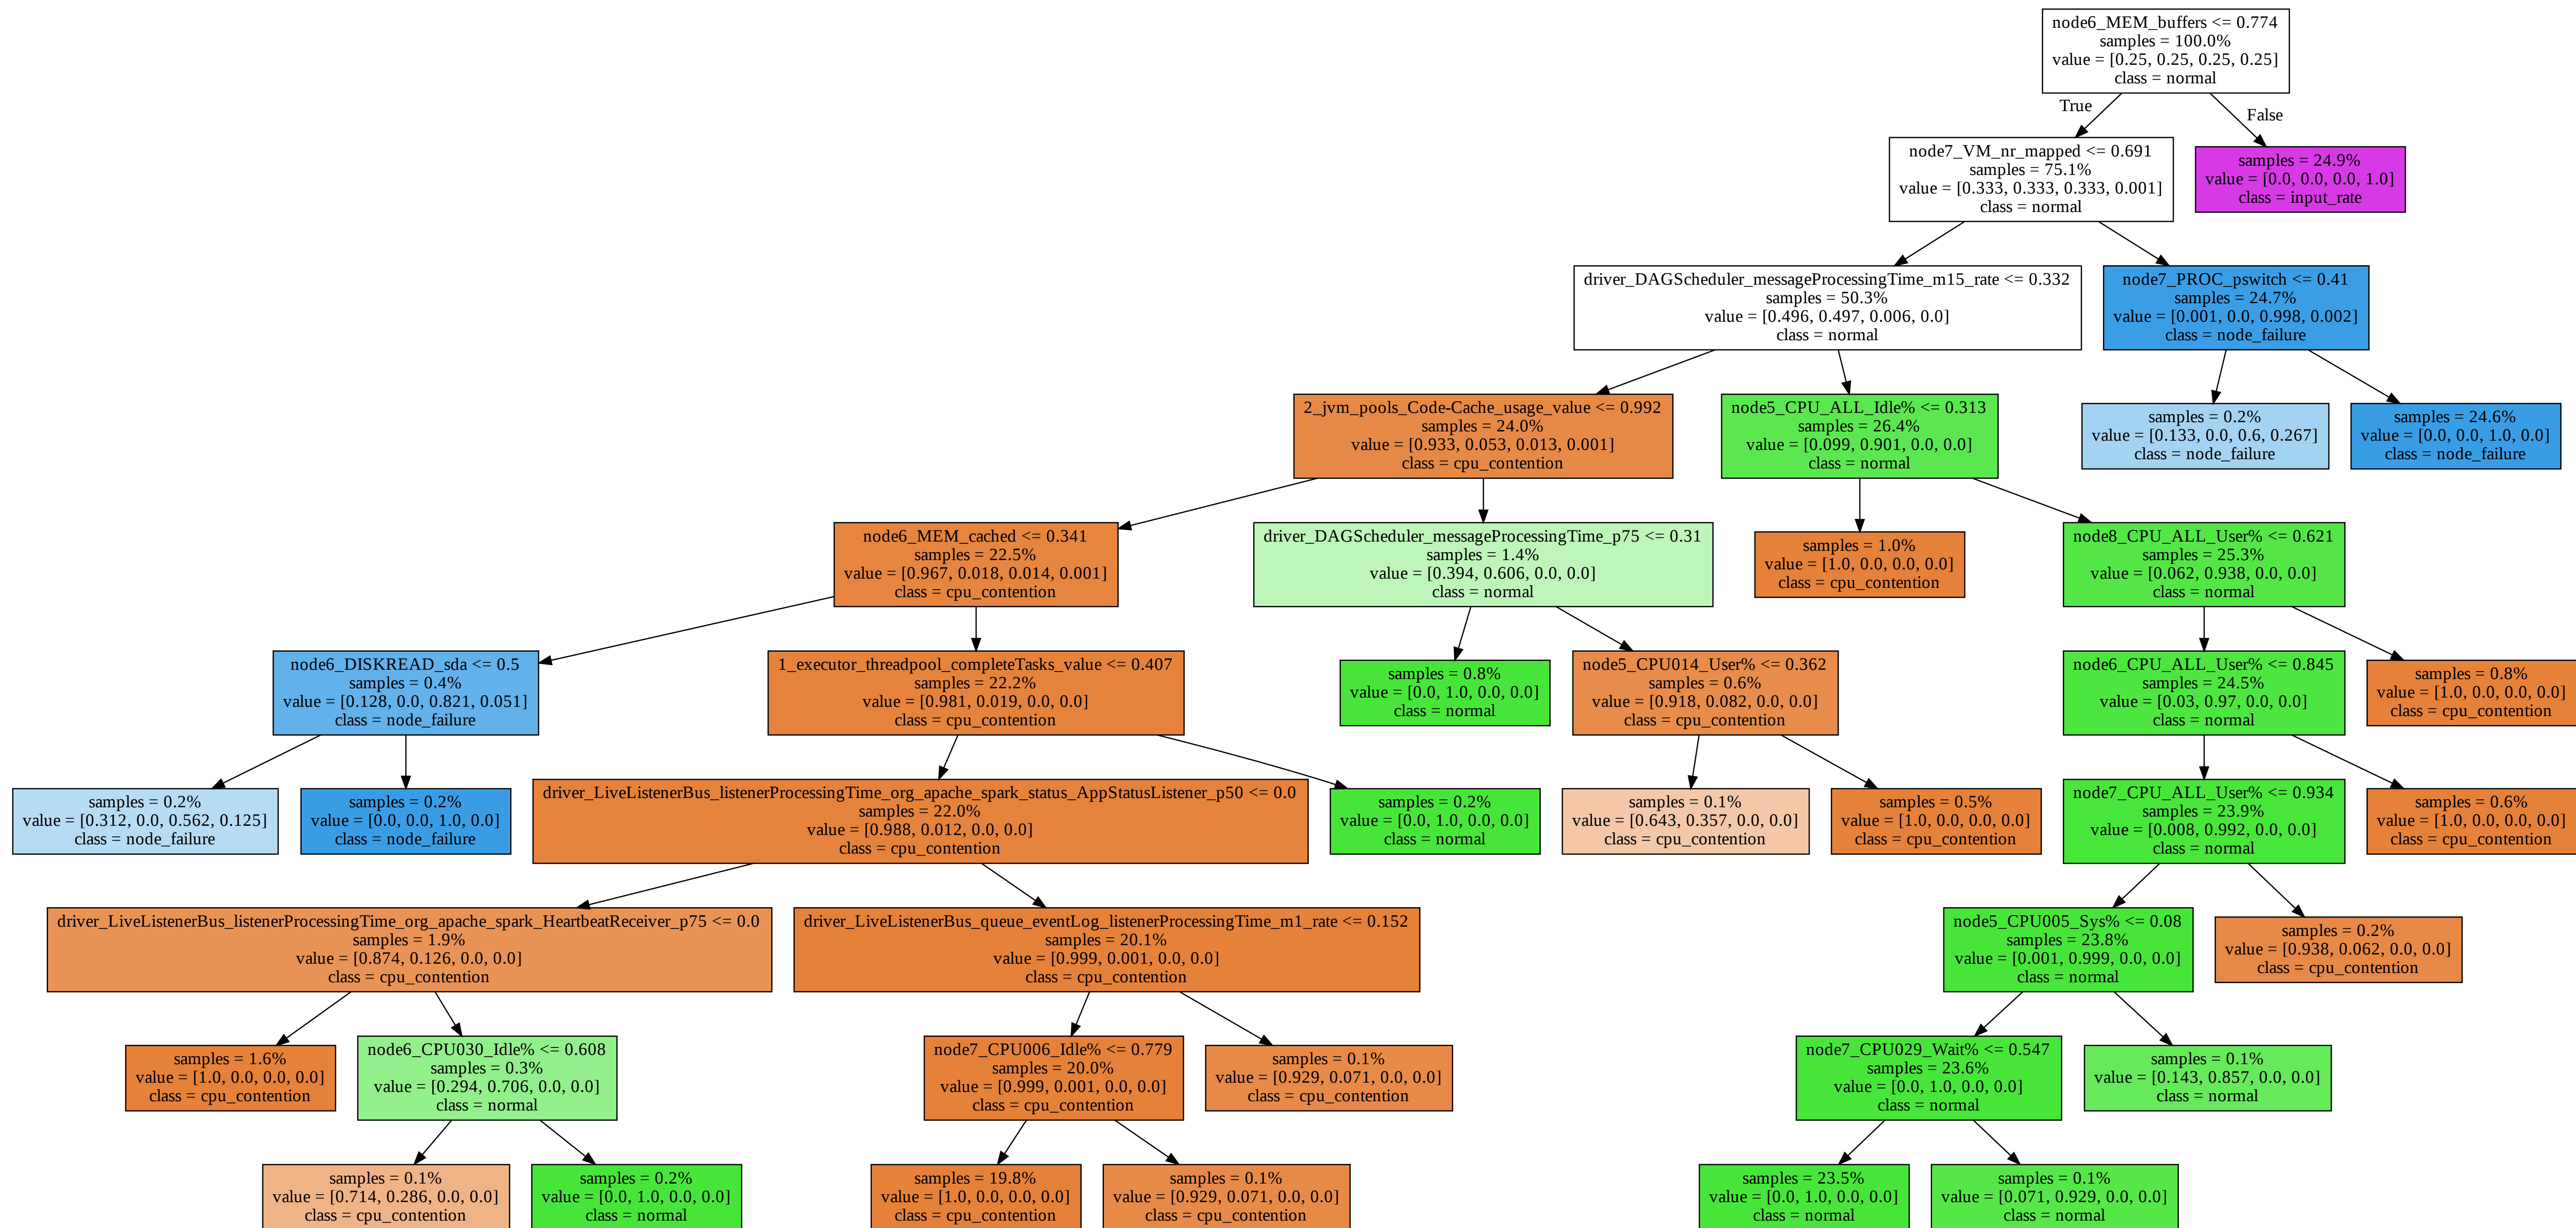 node6_MEM_buffers <= 0.774
samples = 100.0%
value = [0.25, 0.25, 0.25, 0.25]
class = normal
True
False
node7_VM_nr_mapped <= 0.691
samples = 75.1%
value = [0.333, 0.333, 0.333, 0.001]
class = normal
samples = 24.9%
value = [0.0, 0.0, 0.0, 1.0]
class = input_rate
driver_DAGScheduler_messageProcessingTime_m15_rate <= 0.332
samples = 50.3%
value = [0.496, 0.497, 0.006, 0.0]
class = normal
node7_PROC_pswitch <= 0.41
samples = 24.7%
value = [0.001, 0.0, 0.998, 0.002]
class = node_failure
2_jvm_pools_Code-Cache_usage_value <= 0.992
samples = 24.0%
value = [0.933, 0.053, 0.013, 0.001]
class = cpu_contention
node5_CPU_ALL_Idle% <= 0.313
samples = 26.4%
value = [0.099, 0.901, 0.0, 0.0]
class = normal
samples = 0.2%
value = [0.133, 0.0, 0.6, 0.267]
class = node_failure
samples = 24.6%
value = [0.0, 0.0, 1.0, 0.0]
class = node_failure
node6_MEM_cached <= 0.341
samples = 22.5%
value = [0.967, 0.018, 0.014, 0.001]
class = cpu_contention
driver_DAGScheduler_messageProcessingTime_p75 <= 0.31
samples = 1.4%
value = [0.394, 0.606, 0.0, 0.0]
class = normal
samples = 1.0%
value = [1.0, 0.0, 0.0, 0.0]
class = cpu_contention
node8_CPU_ALL_User% <= 0.621
samples = 25.3%
value = [0.062, 0.938, 0.0, 0.0]
class = normal
node6_DISKREAD_sda <= 0.5
samples = 0.4%
value = [0.128, 0.0, 0.821, 0.051]
class = node_failure
1_executor_threadpool_completeTasks_value <= 0.407
samples = 22.2%
value = [0.981, 0.019, 0.0, 0.0]
class = cpu_contention
samples = 0.8%
value = [0.0, 1.0, 0.0, 0.0]
class = normal
node5_CPU014_User% <= 0.362
samples = 0.6%
value = [0.918, 0.082, 0.0, 0.0]
class = cpu_contention
node6_CPU_ALL_User% <= 0.845
samples = 24.5%
value = [0.03, 0.97, 0.0, 0.0]
class = normal
samples = 0.8%
value = [1.0, 0.0, 0.0, 0.0]
class = cpu_contention
samples = 0.2%
value = [0.312, 0.0, 0.562, 0.125]
class = node_failure
samples = 0.2%
value = [0.0, 0.0, 1.0, 0.0]
class = node_failure
driver_LiveListenerBus_listenerProcessingTime_org_apache_spark_status_AppStatusListener_p50 <= 0.0
samples = 22.0%
value = [0.988, 0.012, 0.0, 0.0]
class = cpu_contention
samples = 0.2%
value = [0.0, 1.0, 0.0, 0.0]
class = normal
samples = 0.1%
value = [0.643, 0.357, 0.0, 0.0]
class = cpu_contention
samples = 0.5%
value = [1.0, 0.0, 0.0, 0.0]
class = cpu_contention
node7_CPU_ALL_User% <= 0.934
samples = 23.9%
value = [0.008, 0.992, 0.0, 0.0]
class = normal
samples = 0.6%
value = [1.0, 0.0, 0.0, 0.0]
class = cpu_contention
driver_LiveListenerBus_listenerProcessingTime_org_apache_spark_HeartbeatReceiver_p75 <= 0.0
samples = 1.9%
value = [0.874, 0.126, 0.0, 0.0]
class = cpu_contention
driver_LiveListenerBus_queue_eventLog_listenerProcessingTime_m1_rate <= 0.152
samples = 20.1%
value = [0.999, 0.001, 0.0, 0.0]
class = cpu_contention
node5_CPU005_Sys% <= 0.08
samples = 23.8%
value = [0.001, 0.999, 0.0, 0.0]
class = normal
samples = 0.2%
value = [0.938, 0.062, 0.0, 0.0]
class = cpu_contention
samples = 1.6%
value = [1.0, 0.0, 0.0, 0.0]
class = cpu_contention
node6_CPU030_Idle% <= 0.608
samples = 0.3%
value = [0.294, 0.706, 0.0, 0.0]
class = normal
node7_CPU006_Idle% <= 0.779
samples = 20.0%
value = [0.999, 0.001, 0.0, 0.0]
class = cpu_contention
samples = 0.1%
value = [0.929, 0.071, 0.0, 0.0]
class = cpu_contention
node7_CPU029_Wait% <= 0.547
samples = 23.6%
value = [0.0, 1.0, 0.0, 0.0]
class = normal
samples = 0.1%
value = [0.143, 0.857, 0.0, 0.0]
class = normal
samples = 0.1%
value = [0.714, 0.286, 0.0, 0.0]
class = cpu_contention
samples = 0.2%
value = [0.0, 1.0, 0.0, 0.0]
class = normal
samples = 19.8%
value = [1.0, 0.0, 0.0, 0.0]
class = cpu_contention
samples = 0.1%
value = [0.929, 0.071, 0.0, 0.0]
class = cpu_contention
samples = 23.5%
value = [0.0, 1.0, 0.0, 0.0]
class = normal
samples = 0.1%
value = [0.071, 0.929, 0.0, 0.0]
class = normal